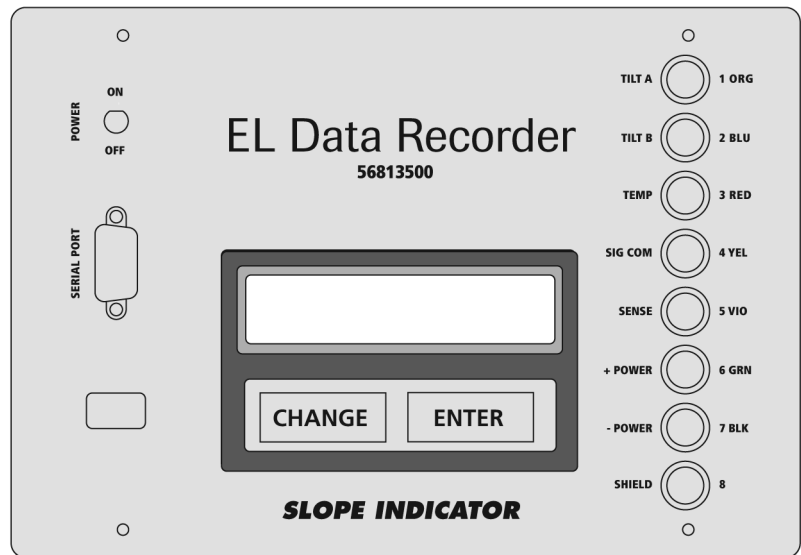 ON
POWER
OFF
SERIAL PORT
EL Data Recorder
56813500
CHANGE ENTER
SLOPE INDICATOR
TILT A 1 ORG
TILT B 2 BLU
TEMP 3 RED
SIG COM 4 YEL
SENSE 5 VIO
+ POWER 6 GRN
- POWER 7 BLK
SHIELD 8